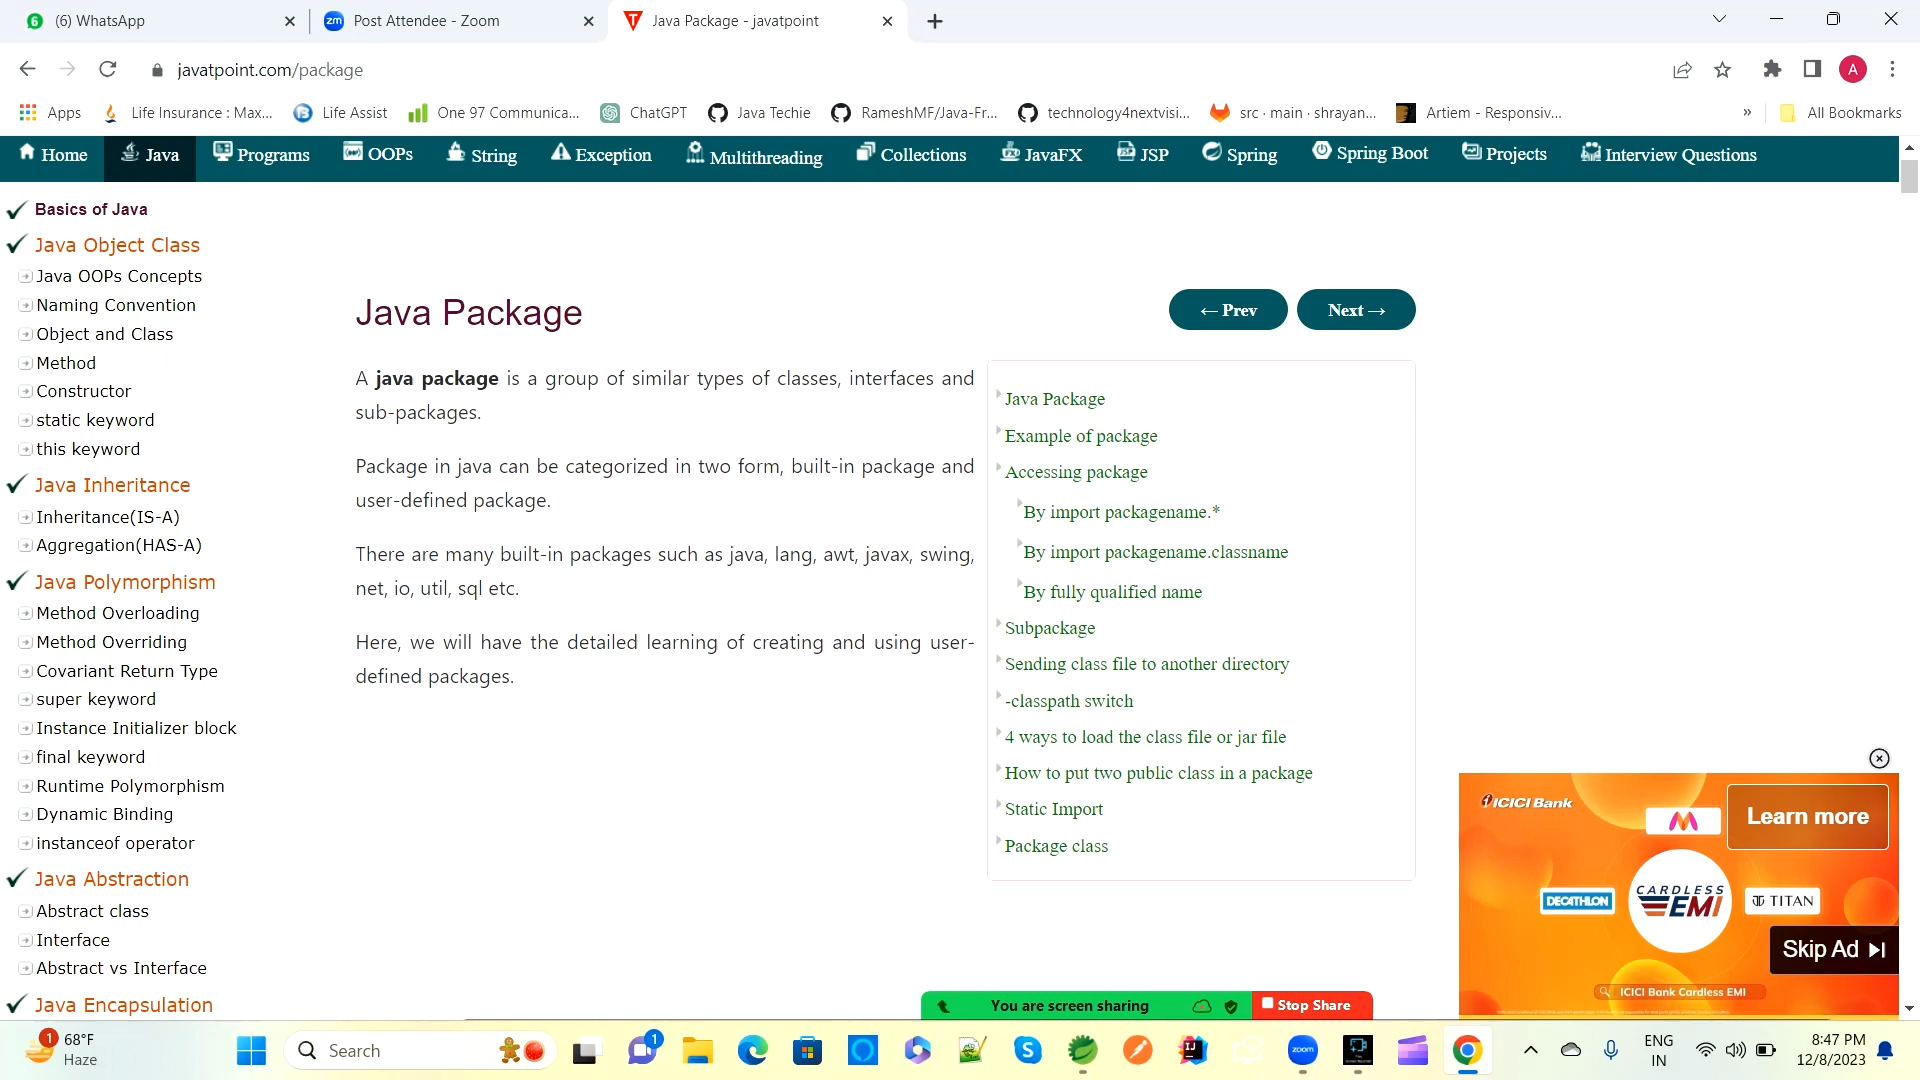 (6) WhatsApp
Post Attendee - Zoom
Java Package - javatpoint
javatpoint.com/package
A
Apps
Life Insurance : Max...
Life Assist
One 97 Communica...
ChatGPT
Java Techie
RameshMF/Java-Fr...
technology4nextvisi...
src · main · shrayan...
Artiem - Responsiv...
»
All Bookmarks
Home
Java
Programs
OOPs
String
Exception
Multithreading
Collections
JavaFX
JSP
Spring
Spring Boot
Projects
Interview Questions
Basics of Java
Java Object Class
Java OOPs Concepts
Naming Convention
Object and Class
Method
Constructor
static keyword
this keyword
Java Inheritance
Inheritance(IS-A)
Aggregation(HAS-A)
Java Polymorphism
Method Overloading
Method Overriding
Covariant Return Type
super keyword
Instance Initializer block
final keyword
Runtime Polymorphism
Dynamic Binding
instanceof operator
Java Abstraction
Abstract class
Interface
Abstract vs Interface
Java Encapsulation
Java Package
← Prev
Next →
A java package is a group of similar types of classes, interfaces and
sub-packages.
Package in java can be categorized in two form, built-in package and
user-defined package.
There are many built-in packages such as java, lang, awt, javax, swing,
net, io, util, sql etc.
Here, we will have the detailed learning of creating and using user-
defined packages.
Java Package
Example of package
Accessing package
By import packagename.*
By import packagename.classname
By fully qualified name
Subpackage
Sending class file to another directory
-classpath switch
4 ways to load the class file or jar file
How to put two public class in a package
Static Import
Package class
ICICI Bank
Learn more
DECATHLON
CARDLESS
EMI
TITAN
Skip Ad
ICICI Bank Cardless EMI
You are screen sharing
Stop Share
1
68°F
Haze
Search
1
zoom
ENG
IN
8:47 PM
12/8/2023